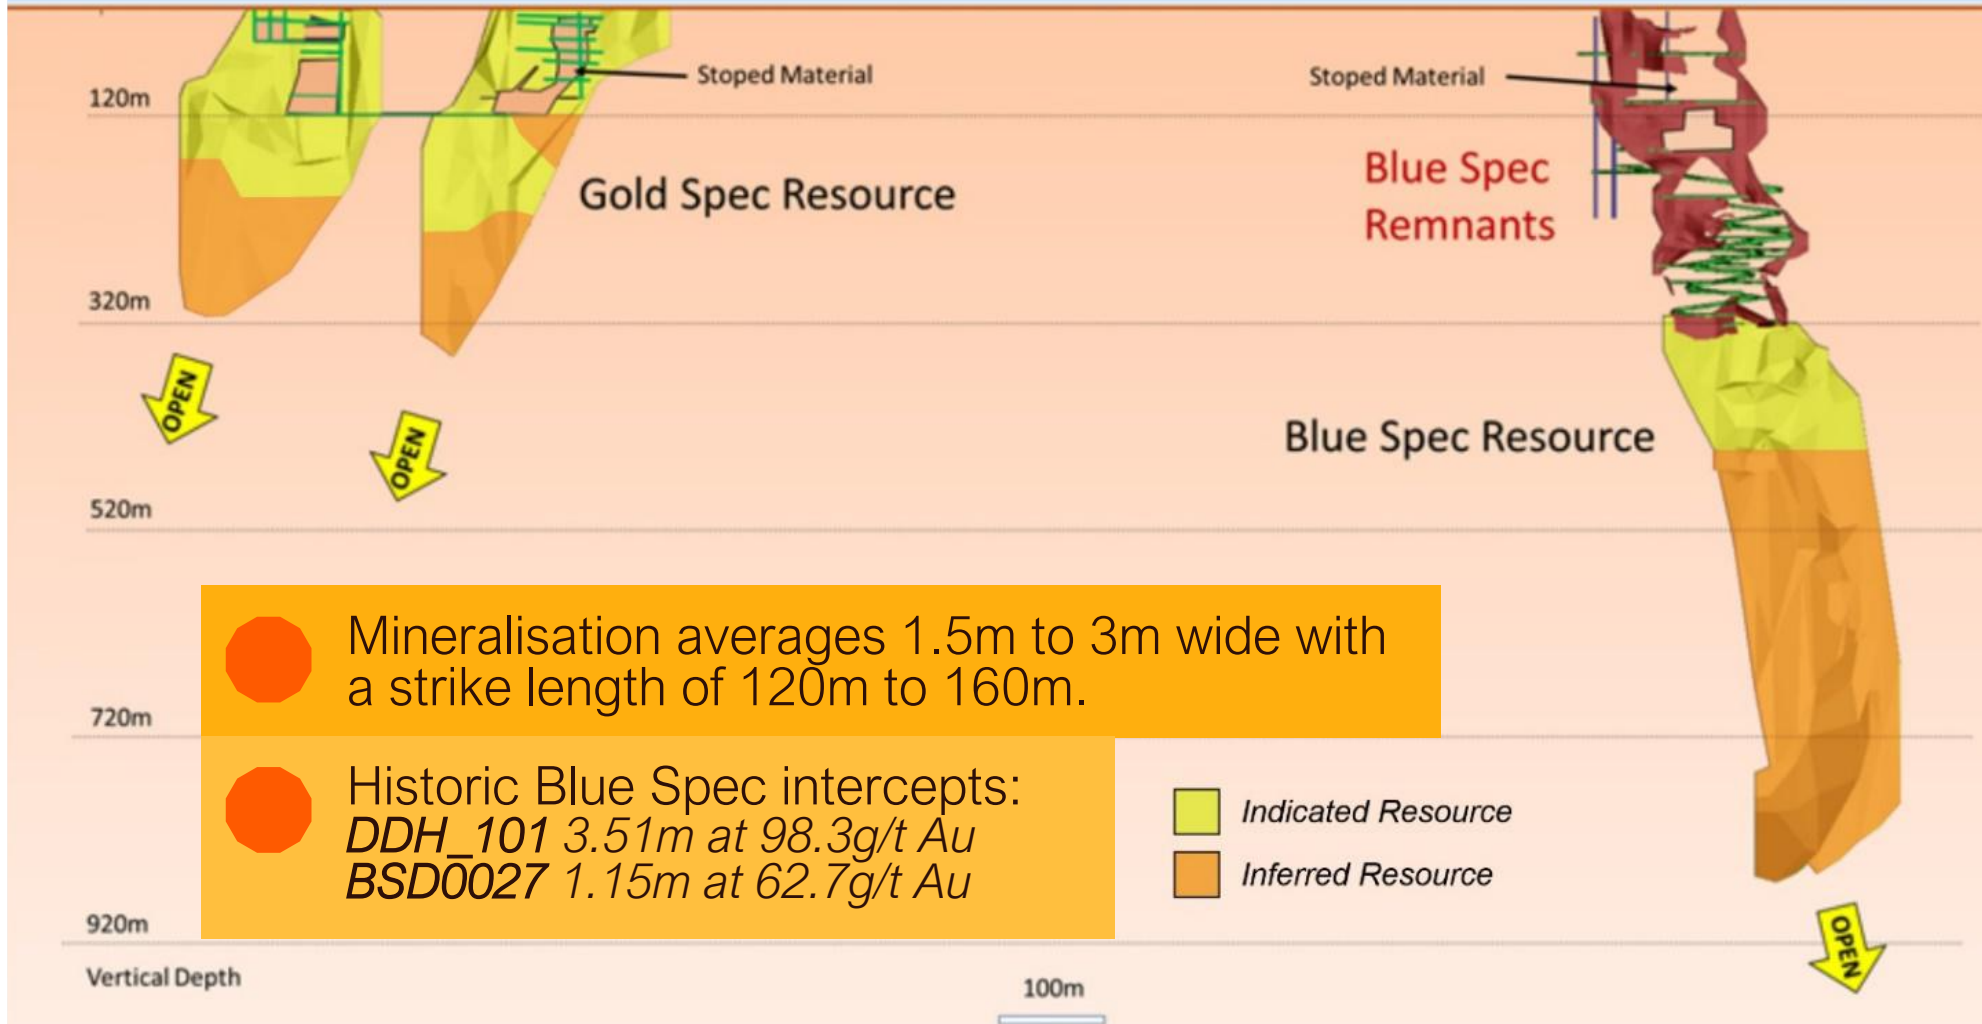 Stoped Material
Stoped Material
120m
Blue Spec
Remnants
Gold Spec Resource
320m
OPEN
OPEN
Blue Spec Resource
520m
Mineralisation averages 1.5m to 3m wide with
a strike length of 120m to 160m.
720m
Historic Blue Spec intercepts:
DDH_101 3.51m at 98.3g/t Au
BSD0027 1.15m at 62.7g/t Au
Indicated Resource
Inferred Resource
920m
OPEN
Vertical Depth
100m